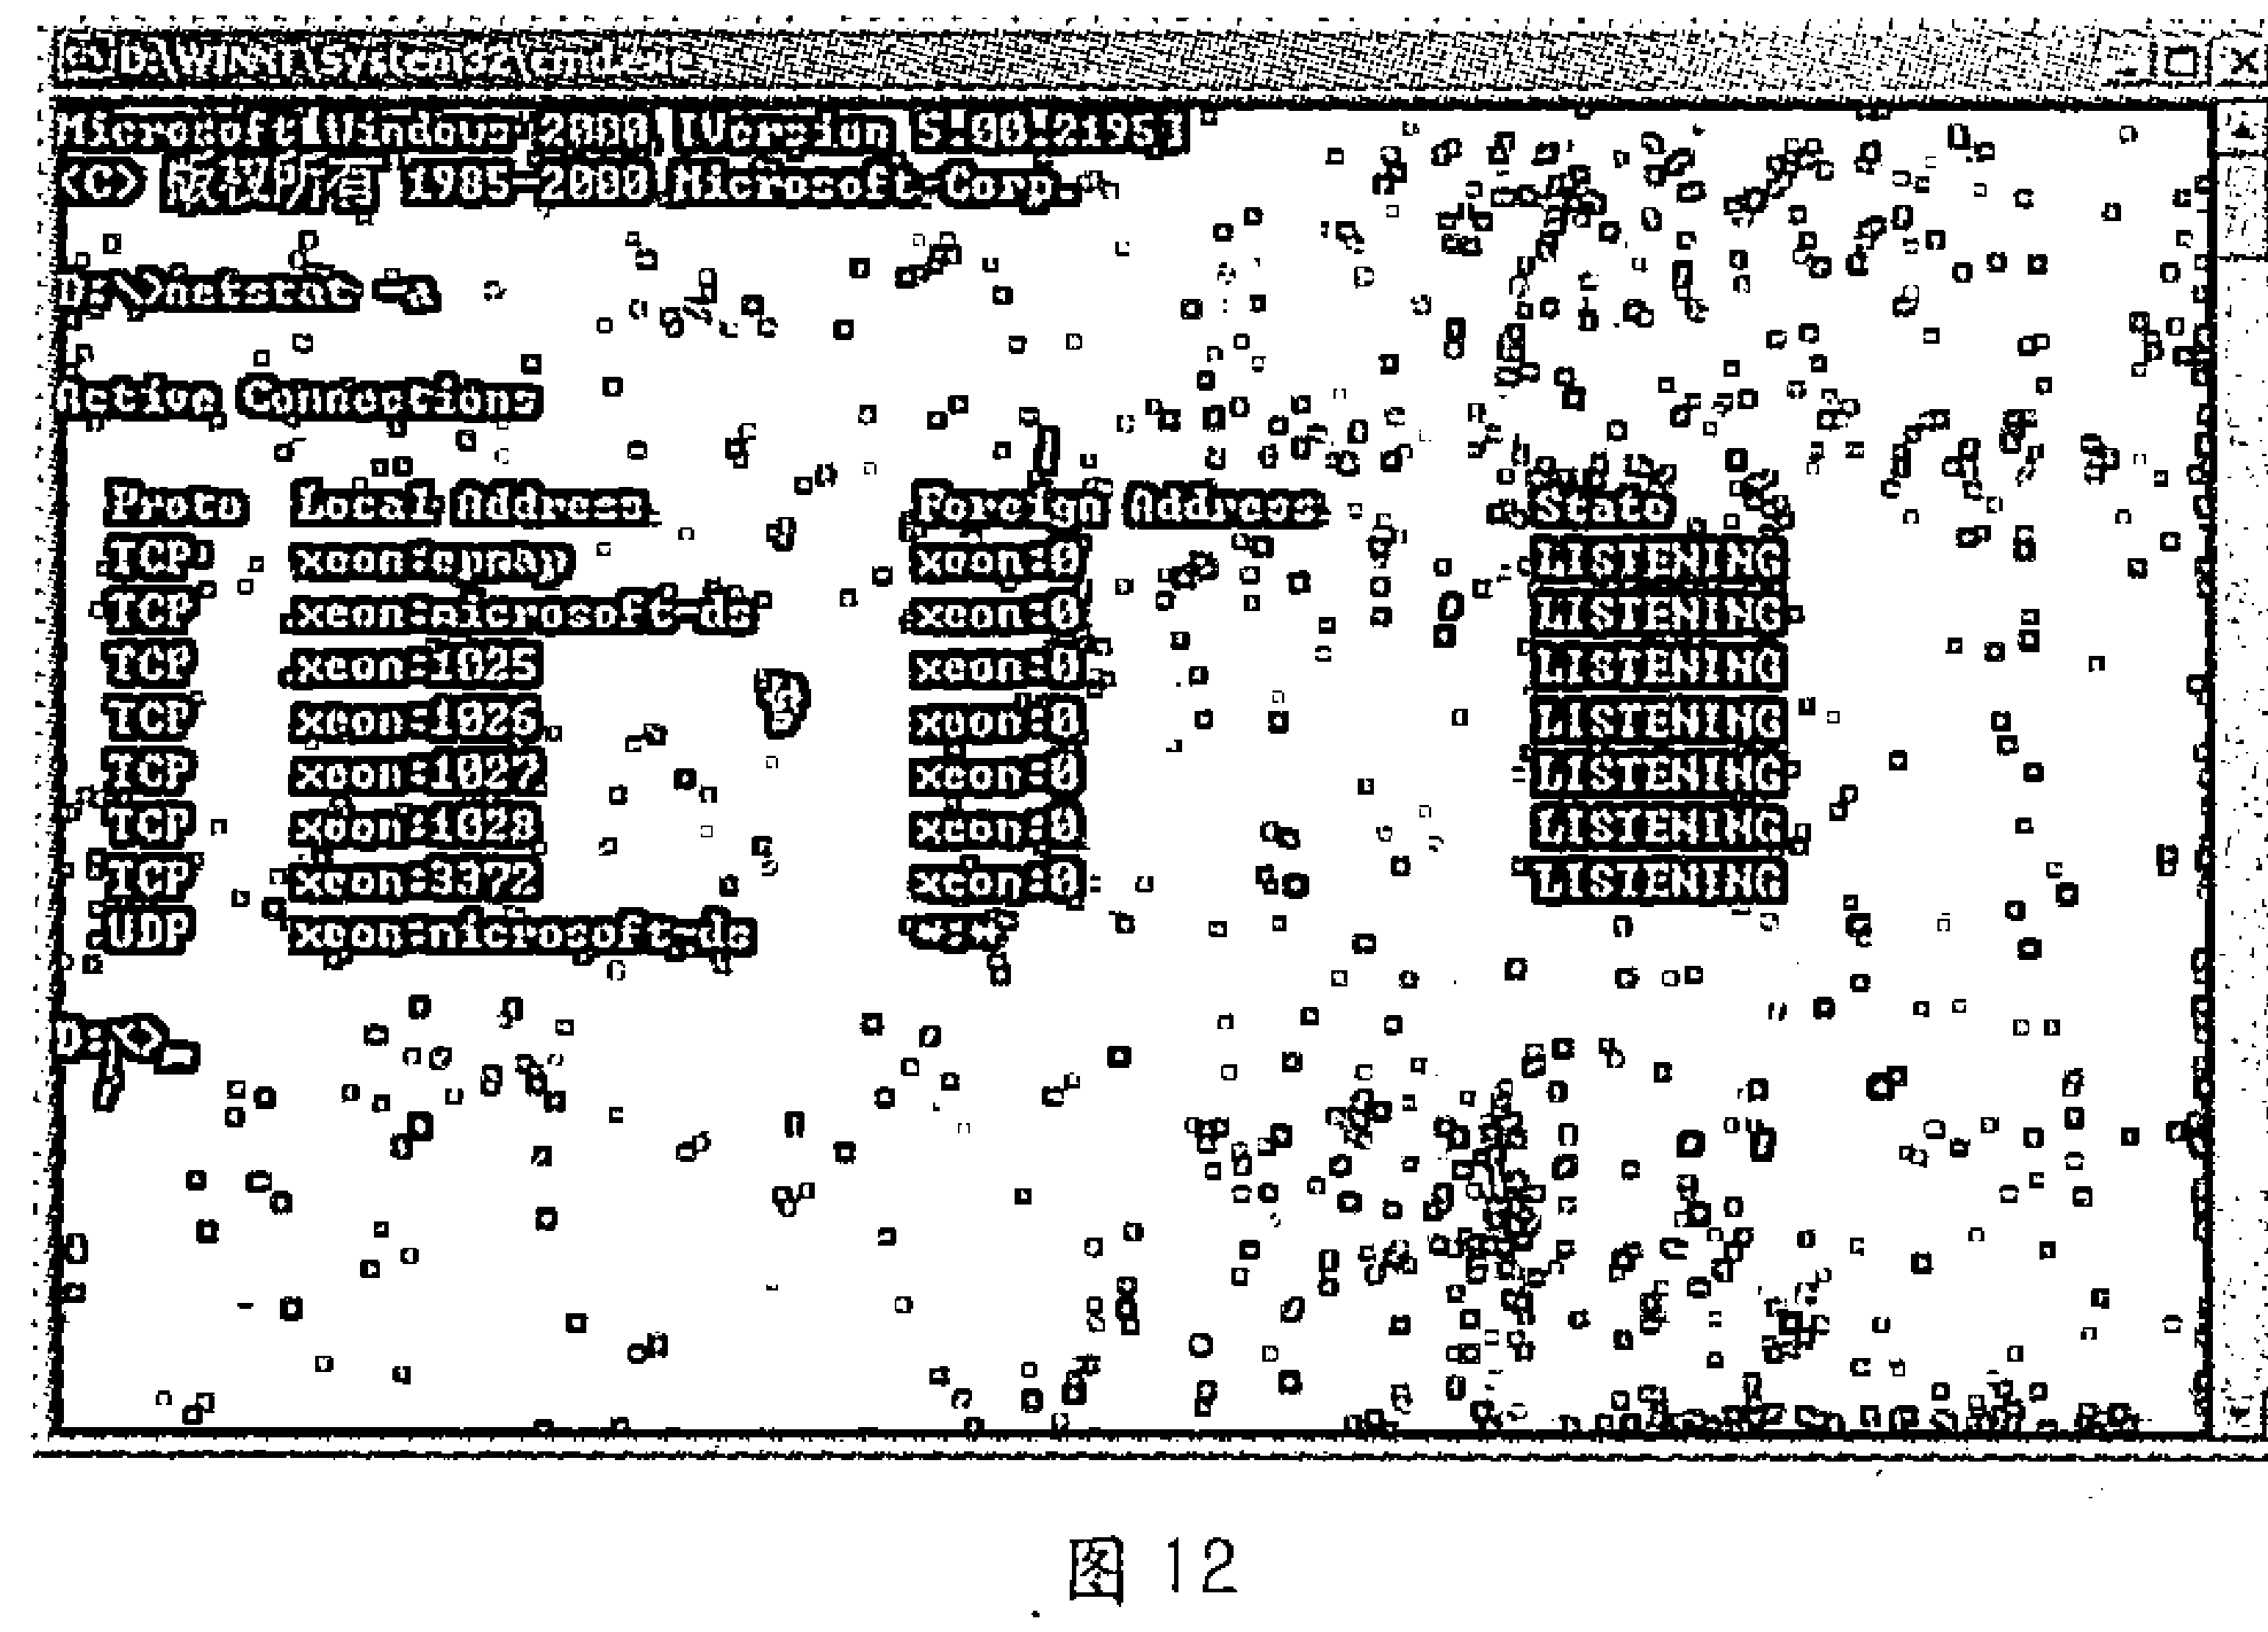 D:\WINNT\System32\cmd.exe
Microsoft Windows 2000 [Version 5.00.2195]
<C> 版权所有 1985-2000 Microsoft Corp.
D:\>netstat -a
Active Connections
Proto Local Address Foreign Address State
TCP xeon:epmap xeon:0 LISTENING
TCP xeon:microsoft-ds xeon:0 LISTENING
TCP xeon:1025 xeon:0 LISTENING
TCP xeon:1026 xeon:0 LISTENING
TCP xeon:1027 xeon:0 LISTENING
TCP xeon:1028 xeon:0 LISTENING
TCP xeon:3372 xeon:0 LISTENING
UDP xeon:microsoft-ds *:*
D:\>_
图 12